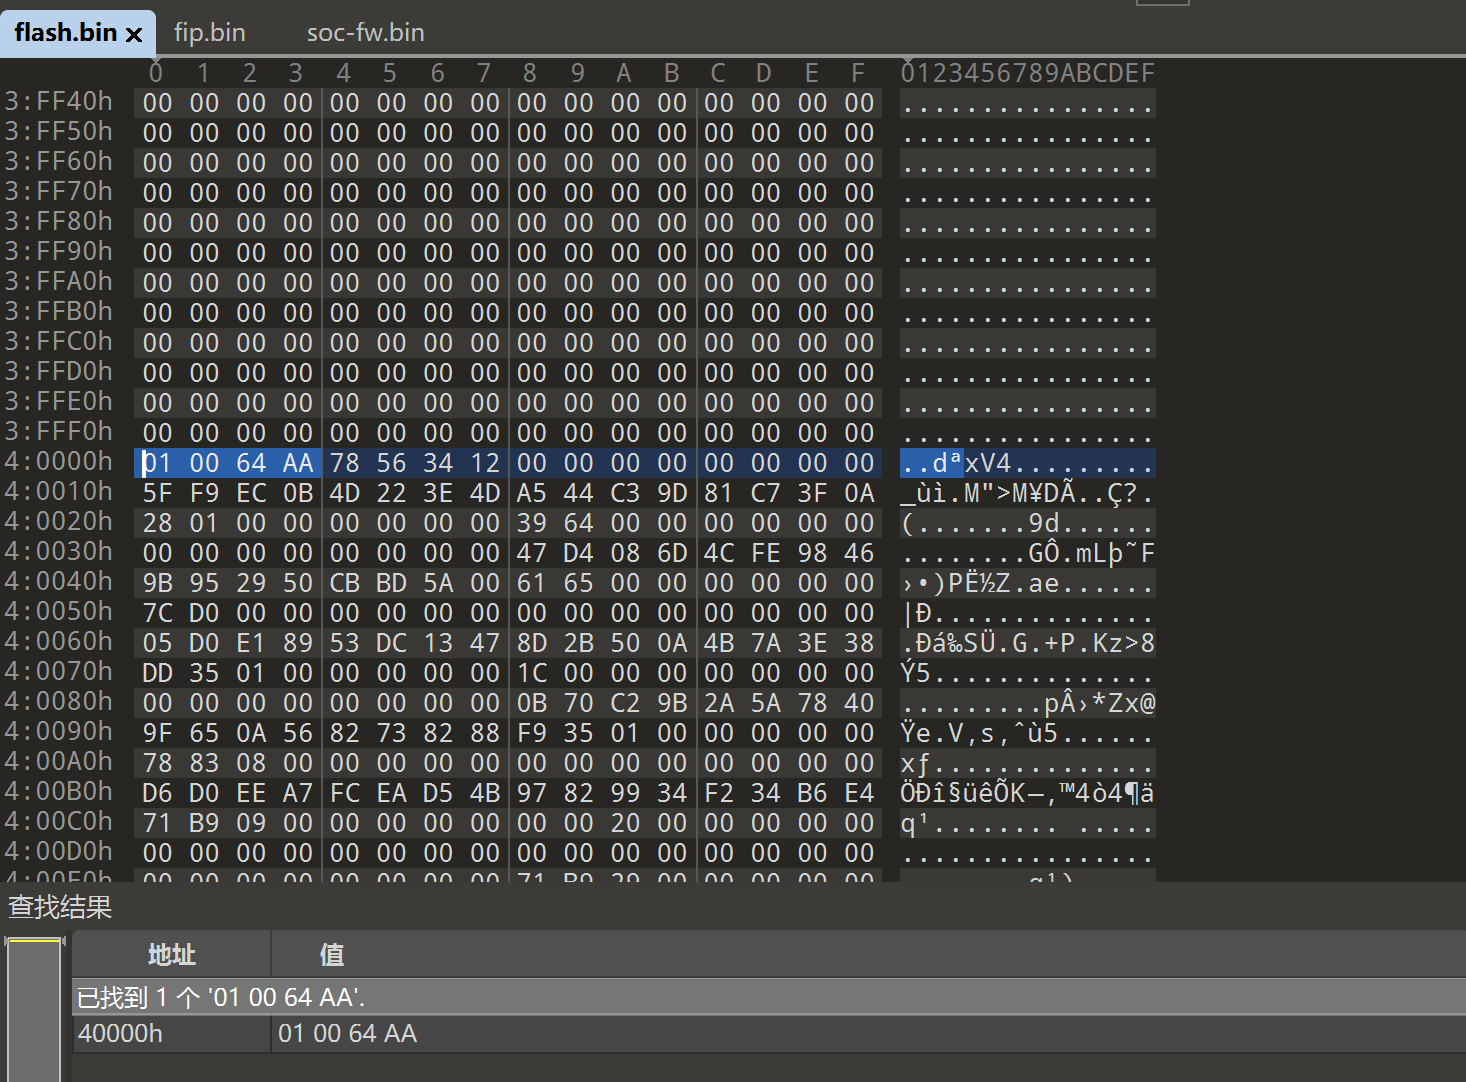 flash.bin × fip.bin soc-fw.bin
0 1 2 3 4 5 6 7 8 9 A B C D E F 0123456789ABCDEF
3:FF40h 00 00 00 00 00 00 00 00 00 00 00 00 00 00 00 00 ................
3:FF50h 00 00 00 00 00 00 00 00 00 00 00 00 00 00 00 00 ................
3:FF60h 00 00 00 00 00 00 00 00 00 00 00 00 00 00 00 00 ................
3:FF70h 00 00 00 00 00 00 00 00 00 00 00 00 00 00 00 00 ................
3:FF80h 00 00 00 00 00 00 00 00 00 00 00 00 00 00 00 00 ................
3:FF90h 00 00 00 00 00 00 00 00 00 00 00 00 00 00 00 00 ................
3:FFA0h 00 00 00 00 00 00 00 00 00 00 00 00 00 00 00 00 ................
3:FFB0h 00 00 00 00 00 00 00 00 00 00 00 00 00 00 00 00 ................
3:FFC0h 00 00 00 00 00 00 00 00 00 00 00 00 00 00 00 00 ................
3:FFD0h 00 00 00 00 00 00 00 00 00 00 00 00 00 00 00 00 ................
3:FFE0h 00 00 00 00 00 00 00 00 00 00 00 00 00 00 00 00 ................
3:FFF0h 00 00 00 00 00 00 00 00 00 00 00 00 00 00 00 00 ................
4:0000h 01 00 64 AA 78 56 34 12 00 00 00 00 00 00 00 00 ..dªxV4.........
4:0010h 5F F9 EC 0B 4D 22 3E 4D A5 44 C3 9D 81 C7 3F 0A _ùì.M">M¥DÃ..Ç?.
4:0020h 28 01 00 00 00 00 00 00 39 64 00 00 00 00 00 00 (.......9d......
4:0030h 00 00 00 00 00 00 00 00 47 D4 08 6D 4C FE 98 46 ........GÔ.mLþ˜F
4:0040h 9B 95 29 50 CB BD 5A 00 61 65 00 00 00 00 00 00 ›•)PË½Z.ae......
4:0050h 7C D0 00 00 00 00 00 00 00 00 00 00 00 00 00 00 |Ð..............
4:0060h 05 D0 E1 89 53 DC 13 47 8D 2B 50 0A 4B 7A 3E 38 .Ðá‰SÜ.G.+P.Kz>8
4:0070h DD 35 01 00 00 00 00 00 1C 00 00 00 00 00 00 00 Ý5..............
4:0080h 00 00 00 00 00 00 00 00 0B 70 C2 9B 2A 5A 78 40 .........pÂ›*Zx@
4:0090h 9F 65 0A 56 82 73 82 88 F9 35 01 00 00 00 00 00 Ÿe.V‚s‚ˆù5......
4:00A0h 78 83 08 00 00 00 00 00 00 00 00 00 00 00 00 00 xƒ..............
4:00B0h D6 D0 EE A7 FC EA D5 4B 97 82 99 34 F2 34 B6 E4 ÖÐî§üêÕK—‚™4ò4¶ä
4:00C0h 71 B9 09 00 00 00 00 00 00 00 20 00 00 00 00 00 q¹........ .....
4:00D0h 00 00 00 00 00 00 00 00 00 00 00 00 00 00 00 00 ................
4:00E0h 00 00 00 00 00 00 00 00 71 B9 29 00 00 00 00 00 ........q¹).....
查找结果
地址 值
已找到 1 个 '01 00 64 AA'.
40000h 01 00 64 AA